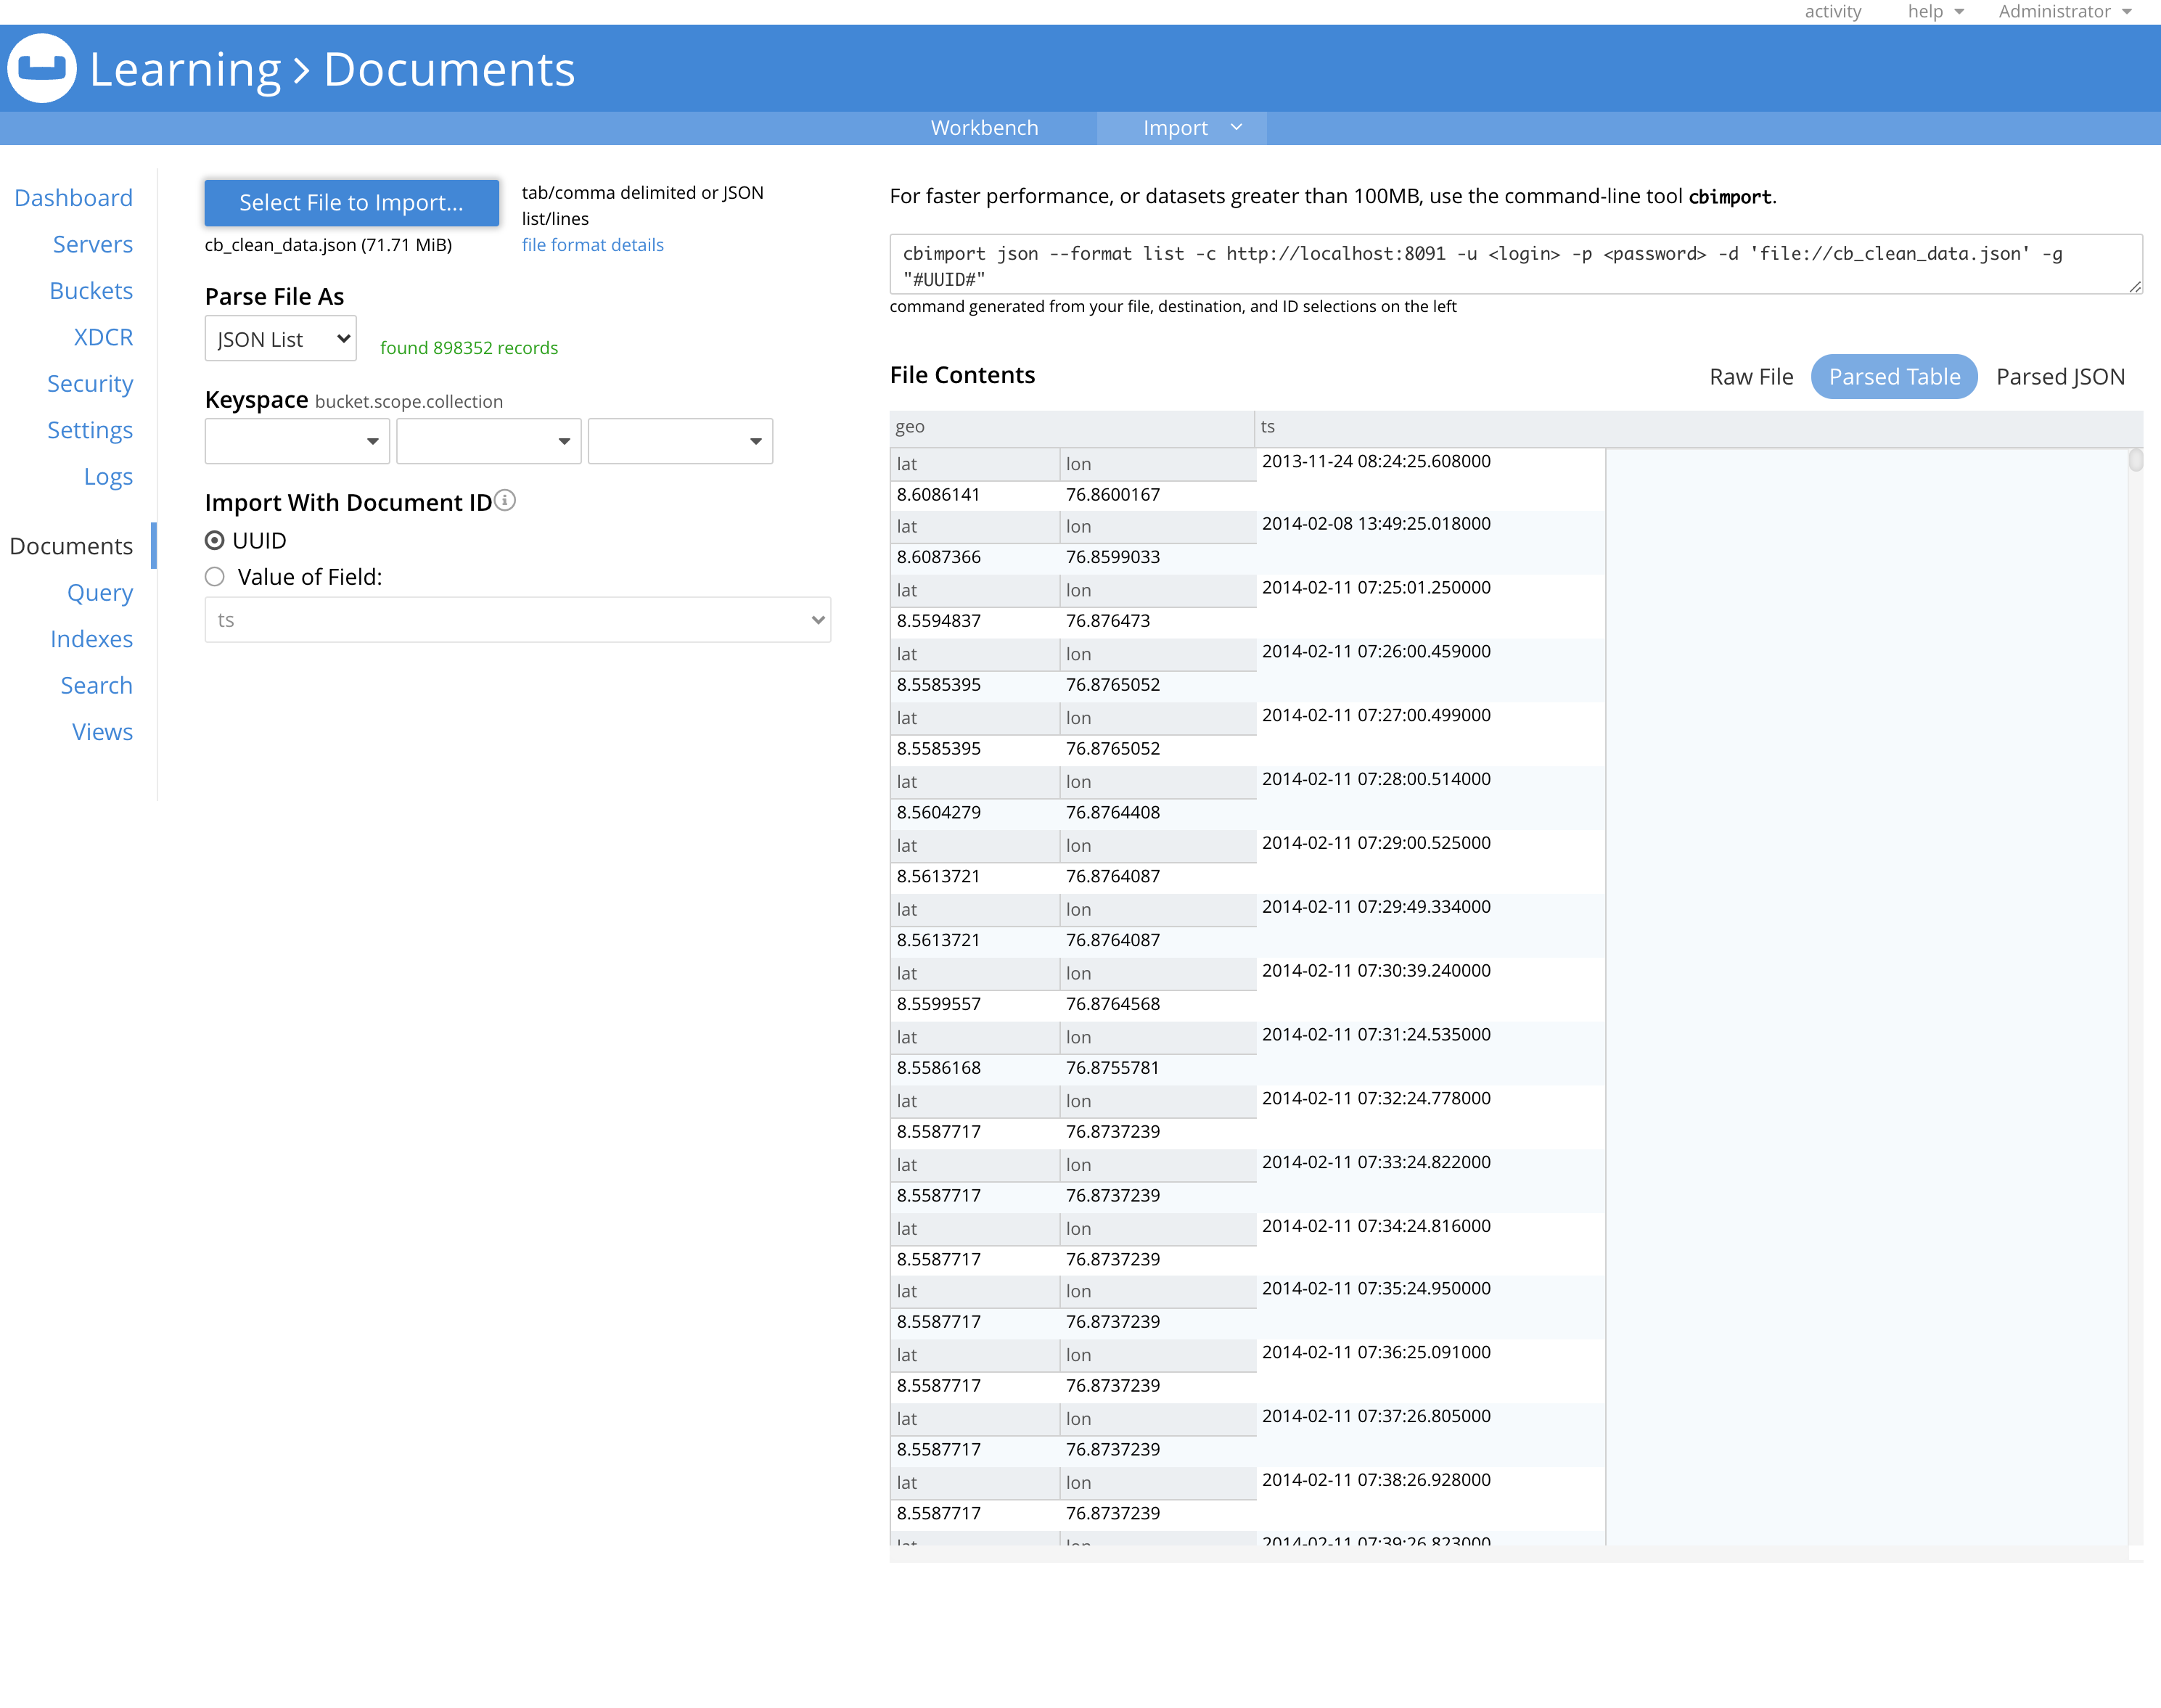 activity help Administrator
Learning > Documents
Workbench Import
Dashboard
Servers
Buckets
XDCR
Security
Settings
Logs
Documents
Query
Indexes
Search
Views
Select File to Import...
cb_clean_data.json (71.71 MiB)
tab/comma delimited or JSON
list/lines
file format details
Parse File As
JSON List found 898352 records
Keyspace bucket.scope.collection
Import With Document ID
UUID
Value of Field:
ts
For faster performance, or datasets greater than 100MB, use the command-line tool cbimport.
cbimport json --format list -c http://localhost:8091 -u <login> -p <password> -d 'file://cb_clean_data.json' -g
"#UUID#"
command generated from your file, destination, and ID selections on the left
File Contents Raw File Parsed Table Parsed JSON
geo ts
lat lon 2013-11-24 08:24:25.608000
8.6086141 76.8600167
lat lon 2014-02-08 13:49:25.018000
8.6087366 76.8599033
lat lon 2014-02-11 07:25:01.250000
8.5594837 76.876473
lat lon 2014-02-11 07:26:00.459000
8.5585395 76.8765052
lat lon 2014-02-11 07:27:00.499000
8.5585395 76.8765052
lat lon 2014-02-11 07:28:00.514000
8.5604279 76.8764408
lat lon 2014-02-11 07:29:00.525000
8.5613721 76.8764087
lat lon 2014-02-11 07:29:49.334000
8.5613721 76.8764087
lat lon 2014-02-11 07:30:39.240000
8.5599557 76.8764568
lat lon 2014-02-11 07:31:24.535000
8.5586168 76.8755781
lat lon 2014-02-11 07:32:24.778000
8.5587717 76.8737239
lat lon 2014-02-11 07:33:24.822000
8.5587717 76.8737239
lat lon 2014-02-11 07:34:24.816000
8.5587717 76.8737239
lat lon 2014-02-11 07:35:24.950000
8.5587717 76.8737239
lat lon 2014-02-11 07:36:25.091000
8.5587717 76.8737239
lat lon 2014-02-11 07:37:26.805000
8.5587717 76.8737239
lat lon 2014-02-11 07:38:26.928000
8.5587717 76.8737239
lat lon 2014-02-11 07:39:26.823000